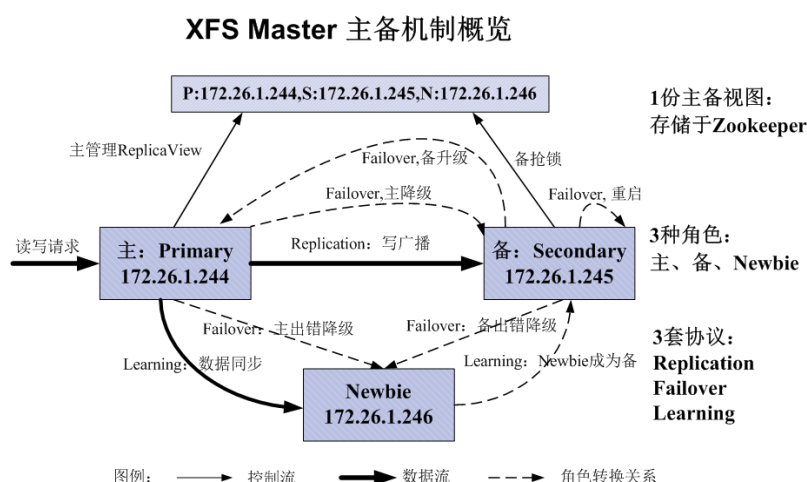 XFS Master 主备机制概览
P:172.26.1.244,S:172.26.1.245,N:172.26.1.246
1份主备视图：
存储于Zookeeper
主管理ReplicaView
Failover,备升级
备抢锁
Failover,主降级
Failover, 重启
读写请求
主：Primary
172.26.1.244
Replication：写广播
备：Secondary
172.26.1.245
3种角色：
主、备、Newbie
Failover：主出错降级
Failover：备出错降级
Learning：数据同步
Learning：Newbie成为备
Newbie
172.26.1.246
3套协议：
Replication
Failover
Learning
图例：
控制流
数据流
角色转换关系